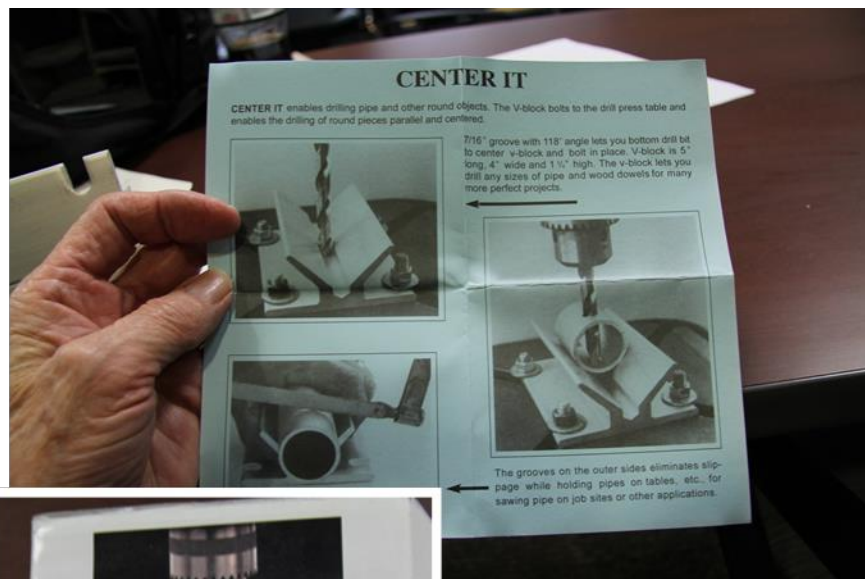 CENTER IT
CENTER IT enables drilling pipe and other round objects. The V-block bolts to the drill press table and
enables the drilling of round pieces parallel and centered.
7/16" groove with 118° angle lets you bottom drill bit
to center v-block and bolt in place. V-block is 5"
long, 4" wide and 1 ½" high. The v-block lets you
drill any sizes of pipe and wood dowels for many
more perfect projects.
The grooves on the outer sides eliminates slip-
page while holding pipes on tables, etc., for
sawing pipe on job sites or other applications.